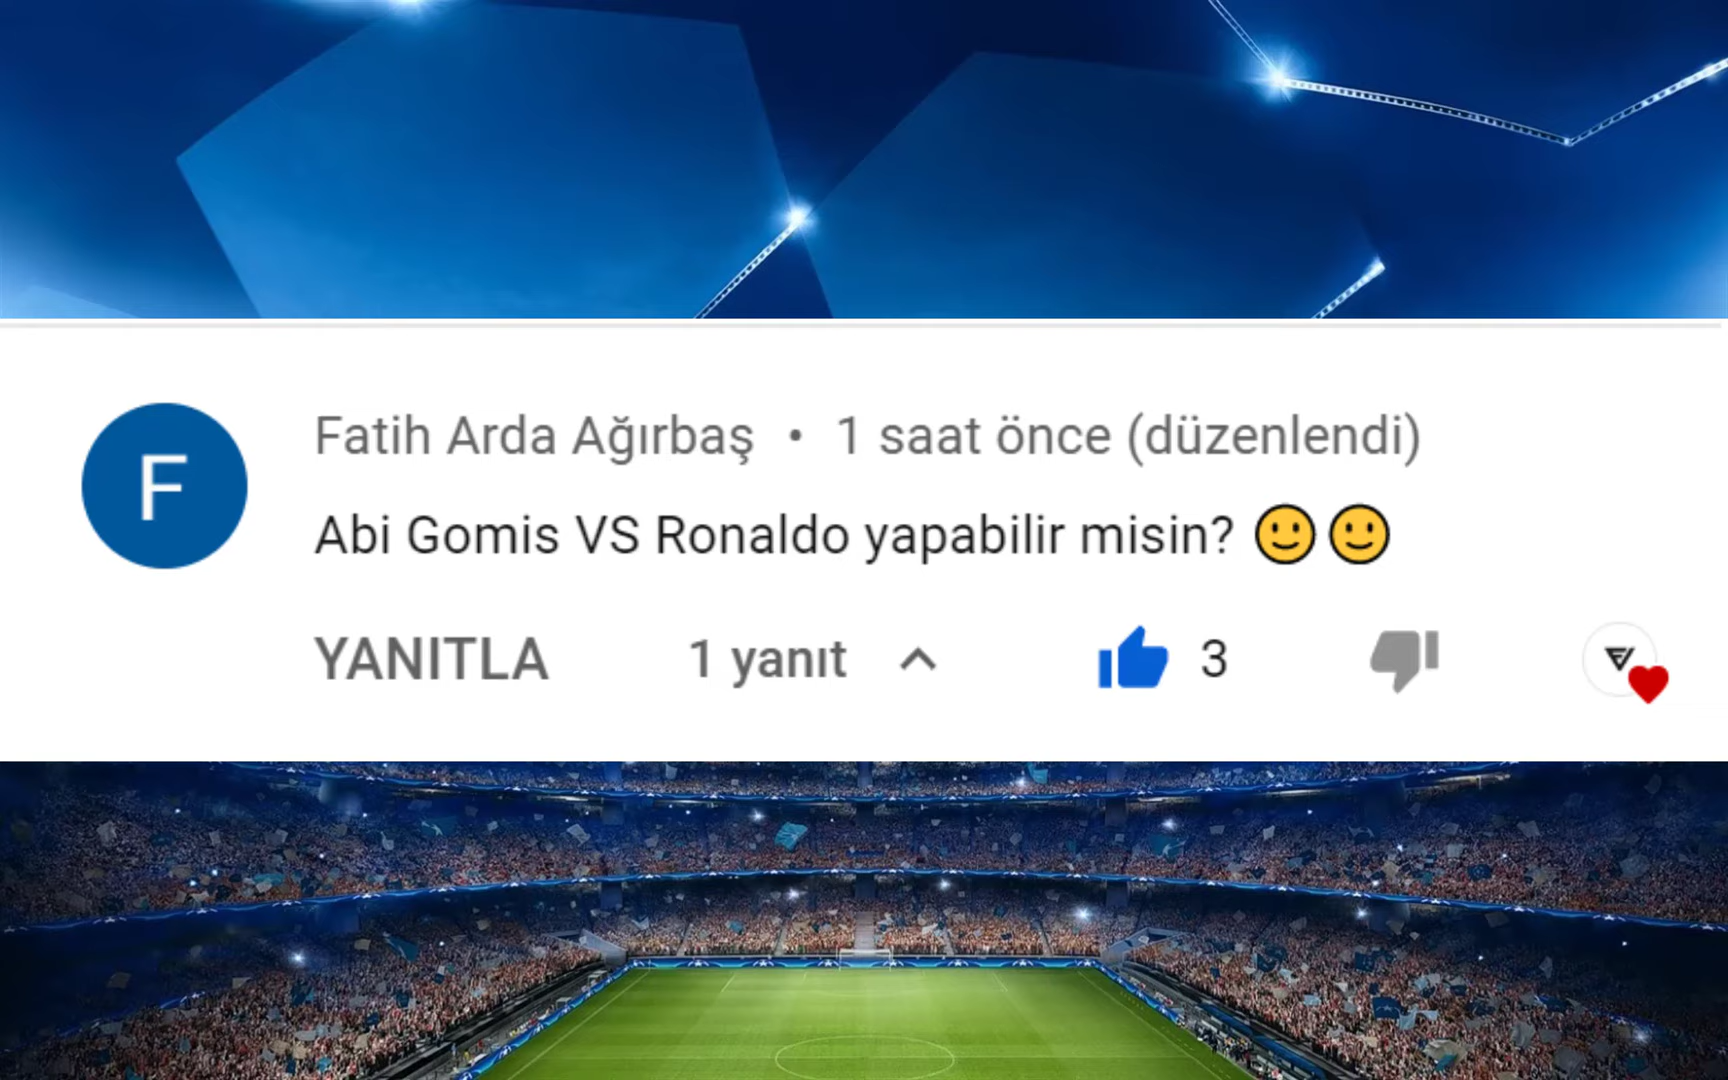 F
Fatih Arda Ağırbaş • 1 saat önce (düzenlendi)
Abi Gomis VS Ronaldo yapabilir misin? 🙂🙂
YANITLA 1 yanıt 3